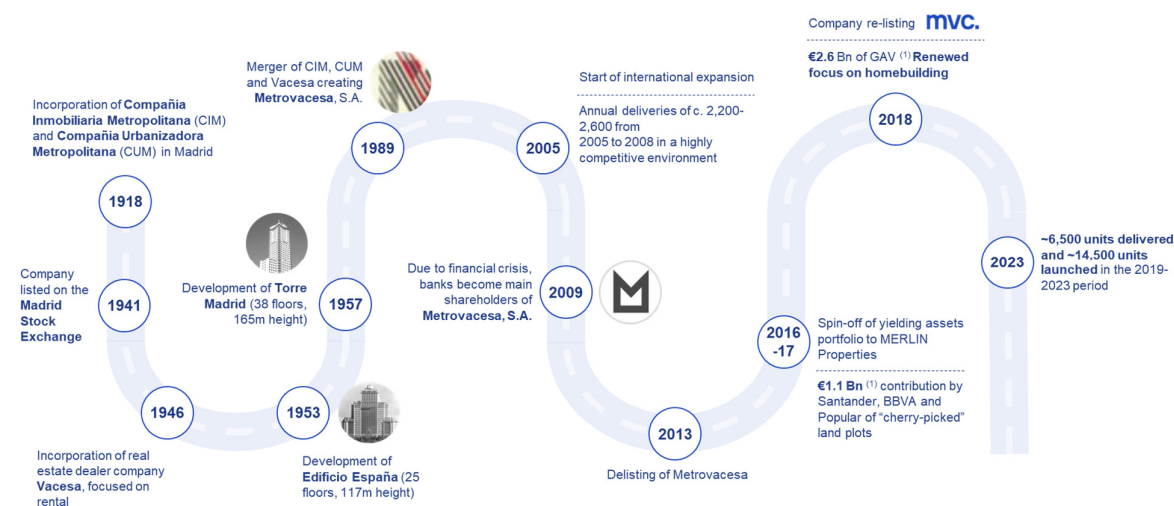 Incorporation of Compañia
Inmobiliaria Metropolitana (CIM)
and Compañia Urbanizadora
Metropolitana (CUM) in Madrid
1918
Company
listed on the
Madrid
Stock
Exchange
1941
1946
Incorporation of real
estate dealer company
Vacesa, focused on
rental
1953
Development of
Edificio España (25
floors, 117m height)
Development of Torre
Madrid (38 floors,
165m height)
1957
Merger of CIM, CUM
and Vacesa creating
Metrovacesa, S.A.
1989
2005
Start of international expansion
Annual deliveries of c. 2,200-
2,600 from
2005 to 2008 in a highly
competitive environment
Due to financial crisis,
banks become main
shareholders of
Metrovacesa, S.A.
2009
2013
Delisting of Metrovacesa
2016
-17
Spin-off of yielding assets
portfolio to MERLIN
Properties
€1.1 Bn (1) contribution by
Santander, BBVA and
Popular of “cherry-picked”
land plots
Company re-listing mvc.
€2.6 Bn of GAV (1) Renewed
focus on homebuilding
2018
2023
~6,500 units delivered
and ~14,500 units
launched in the 2019-
2023 period